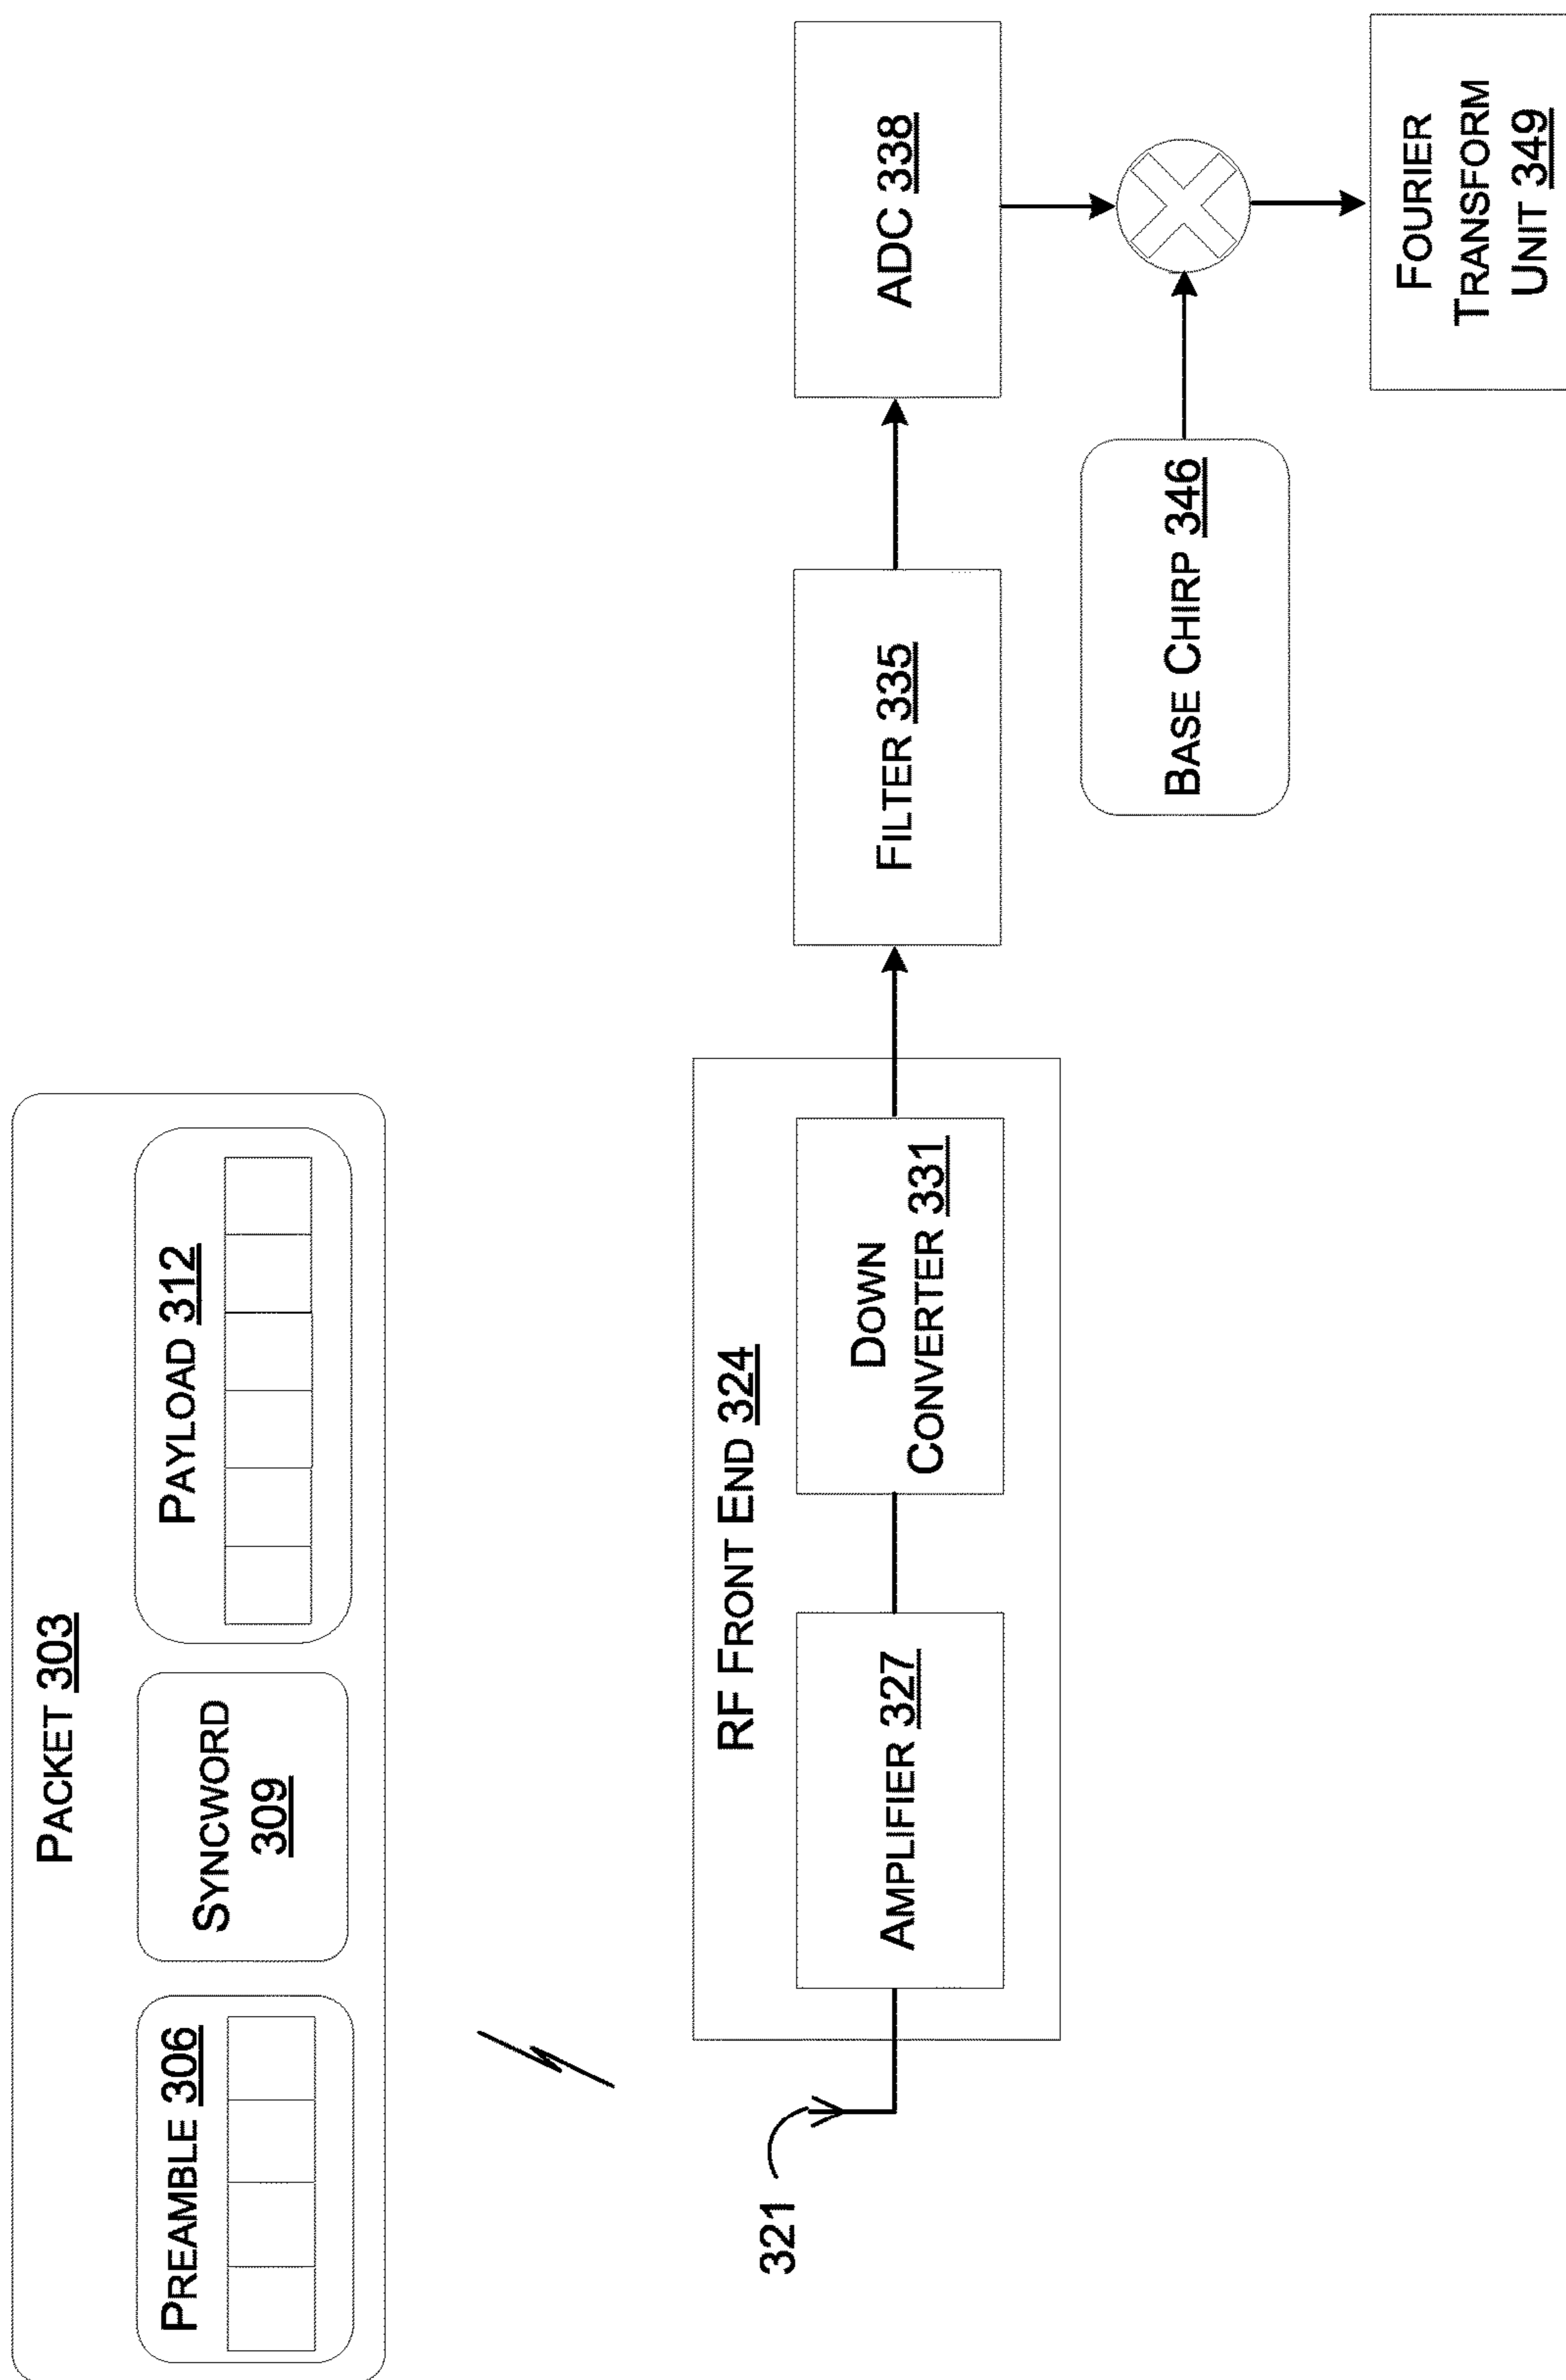 PACKET 303
PREAMBLE 306
SYNCWORD
309
PAYLOAD 312
321
RF FRONT END 324
AMPLIFIER 327
DOWN
CONVERTER 331
FILTER 335
ADC 338
BASE CHIRP 346
FOURIER
TRANSFORM
UNIT 349